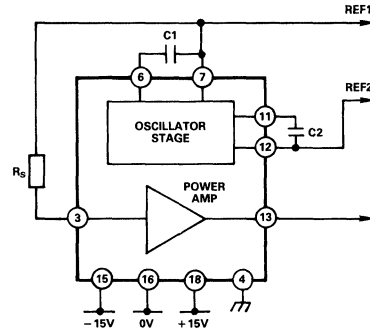 REF1
C1
6
7
REF2
11
OSCILLATOR
STAGE
C2
12
RS
POWER
AMP
3
13
15
16
18
4
−15V
0V
+15V